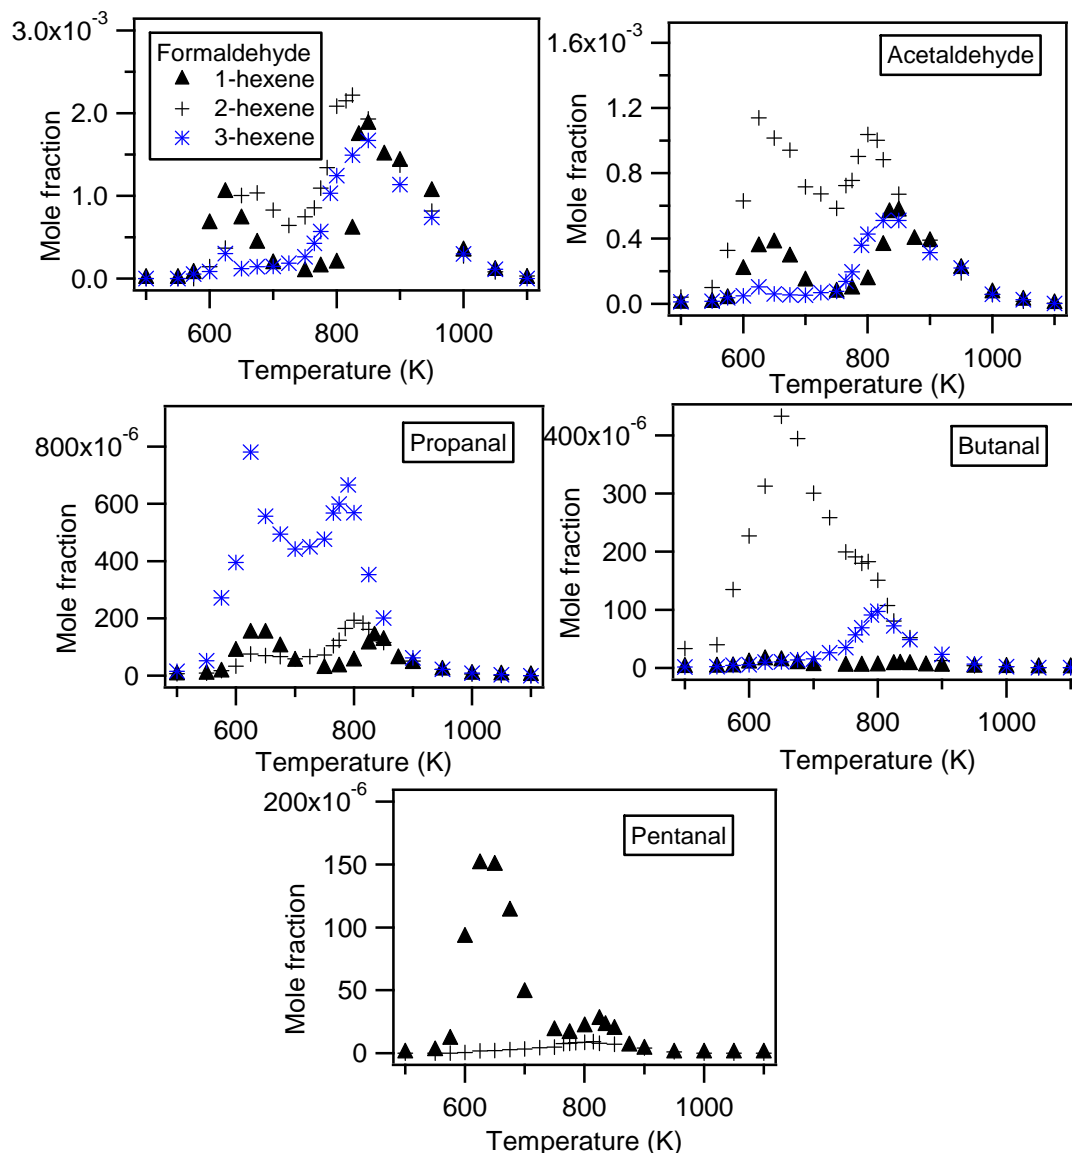 3.0x10-3
2.0
1.0
0.0
Mole fraction
Formaldehyde
1-hexene
2-hexene
3-hexene
600 800 1000
Temperature (K)
1.6x10-3
1.2
0.8
0.4
0.0
Mole fraction
Acetaldehyde
600 800 1000
Temperature (K)
800x10-6
600
400
200
0
Mole fraction
Propanal
600 800 1000
Temperature (K)
400x10-6
300
200
100
0
Mole fraction
Butanal
600 800 1000
Temperature (K)
200x10-6
150
100
50
0
Mole fraction
Pentanal
600 800 1000
Temperature (K)